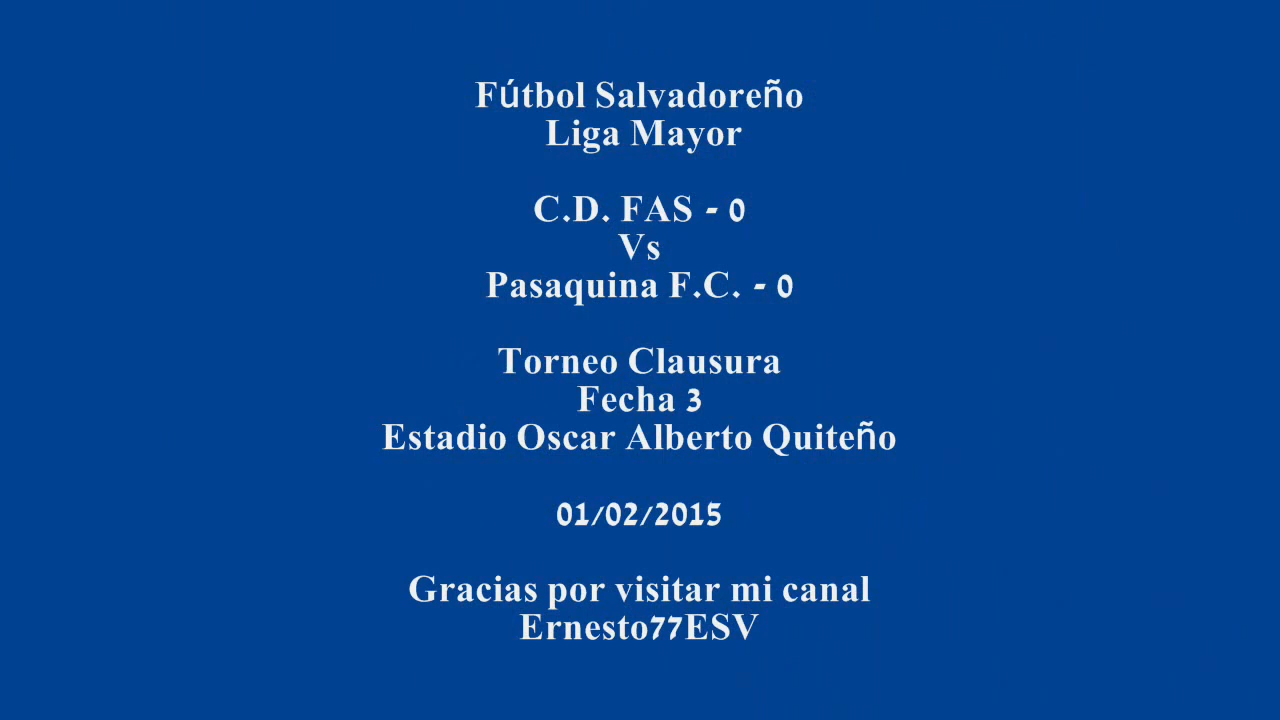 Fútbol Salvadoreño
Liga Mayor
C.D. FAS - 0
Vs
Pasaquina F.C. - 0
Torneo Clausura
Fecha 3
Estadio Oscar Alberto Quiteño
01/02/2015
Gracias por visitar mi canal
Ernesto77ESV